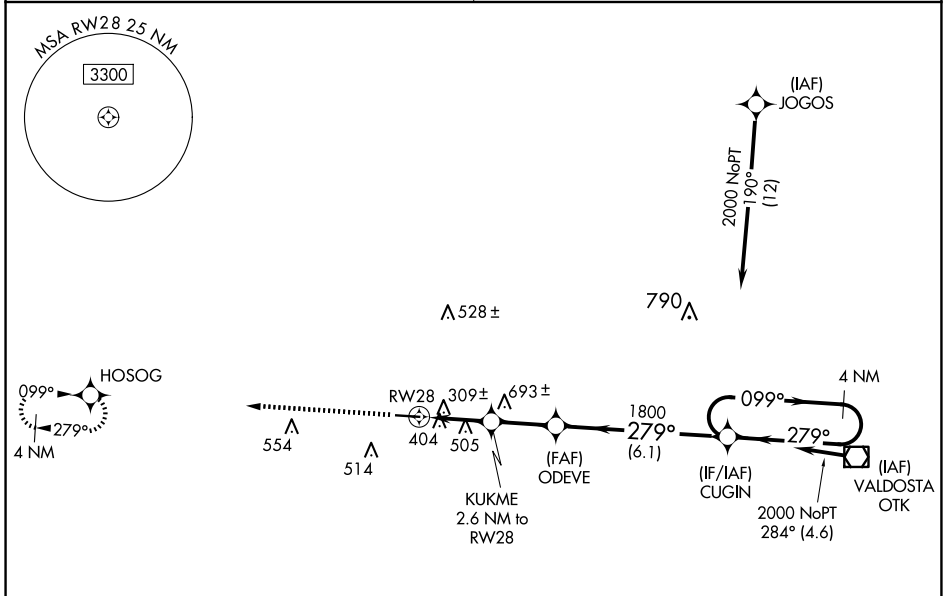 MSA RW28 25 NM
3300
(IAF)
JOGOS
2000 NoPT
190°
(12)
790
528 ±
HOSOG
099°
279°
4 NM
RW28
309 ±
693 ±
404
505
554
514
KUKME
2.6 NM to
RW28
(FAF)
ODEVE
1800
279°
(6.1)
(IF/IAF)
CUGIN
099°
4 NM
279°
2000 NoPT
284° (4.6)
(IAF)
VALDOSTA
OTK